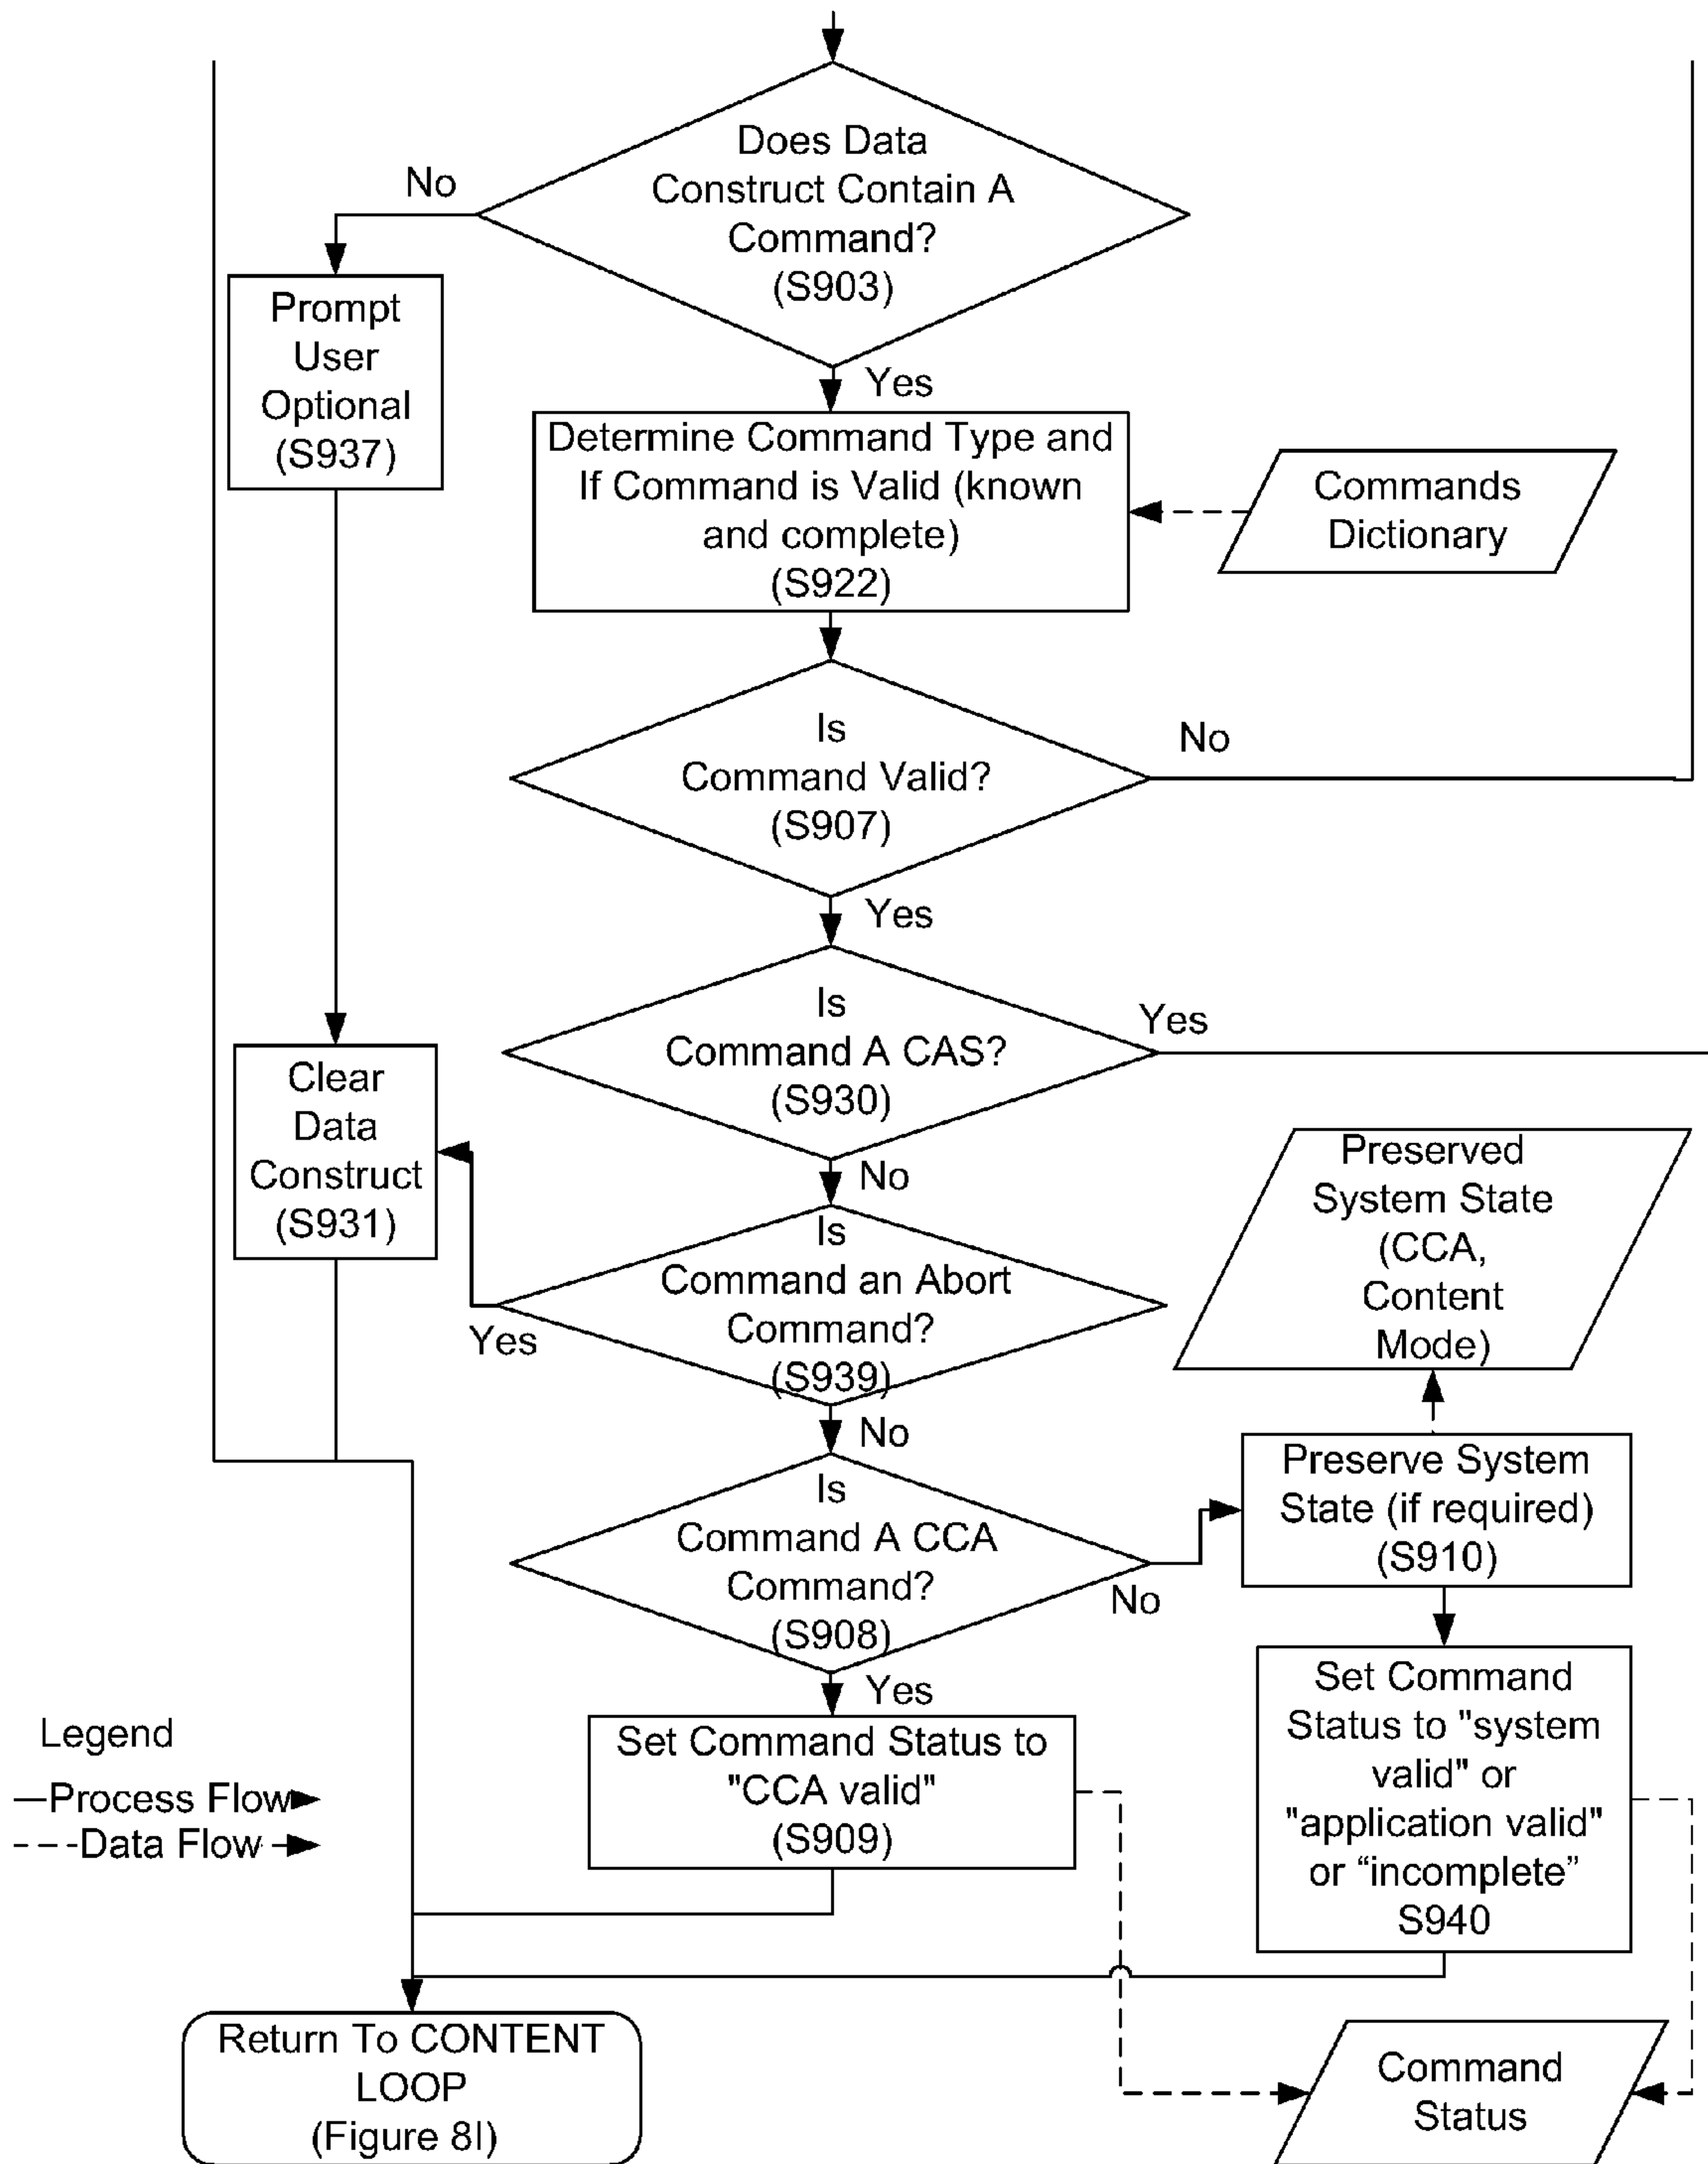 Does Data
Construct Contain A
Command?
(S903)
No
Yes
Prompt
User
Optional
(S937)
Determine Command Type and
If Command is Valid (known
and complete)
(S922)
Commands
Dictionary
Is
Command Valid?
(S907)
No
Yes
Is
Command A CAS?
(S930)
Yes
No
Clear
Data
Construct
(S931)
Is
Command an Abort
Command?
(S939)
Yes
No
Preserved
System State
(CCA,
Content
Mode)
Is
Command A CCA
Command?
(S908)
No
Yes
Preserve System
State (if required)
(S910)
Set Command Status to
"CCA valid"
(S909)
Set Command
Status to "system
valid" or
"application valid"
or “incomplete”
S940
Legend
Process Flow
Data Flow
Return To CONTENT
LOOP
(Figure 8I)
Command
Status